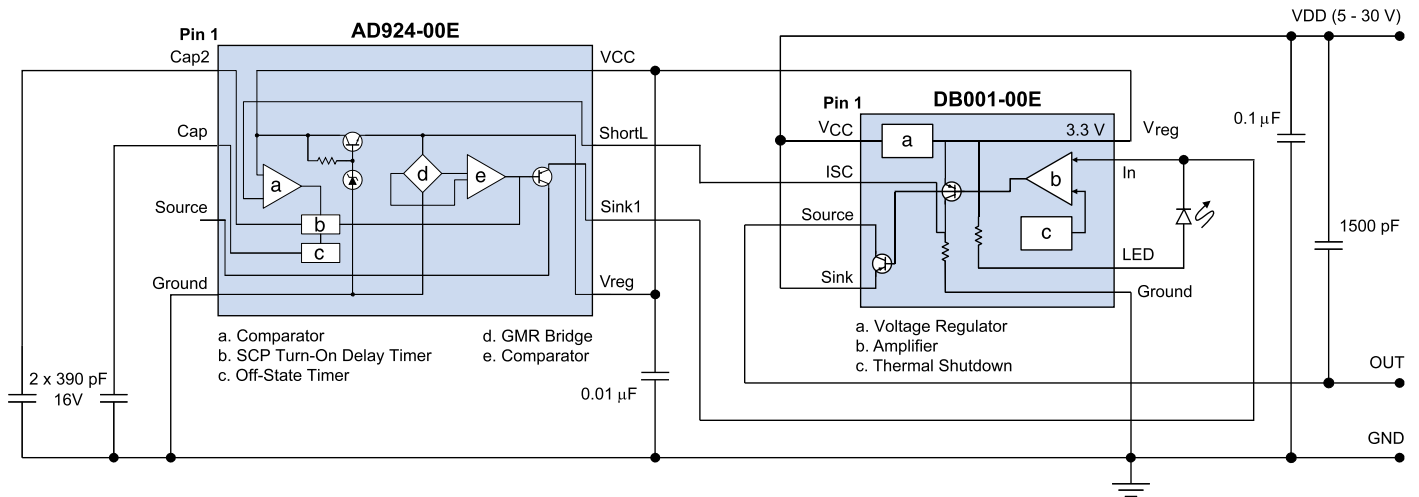 VDD (5 - 30 V)
AD924-00E
Pin 1
Cap2
VCC
Cap
ShortL
Source
Sink1
Ground
Vreg
a
b
c
d
e
a. Comparator
b. SCP Turn-On Delay Timer
c. Off-State Timer
d. GMR Bridge
e. Comparator
2 x 390 pF
16V
0.01 µF
DB001-00E
Pin 1
VCC
3.3 V
Vreg
ISC
In
Source
LED
Sink
Ground
a
b
c
a. Voltage Regulator
b. Amplifier
c. Thermal Shutdown
0.1 µF
1500 pF
OUT
GND